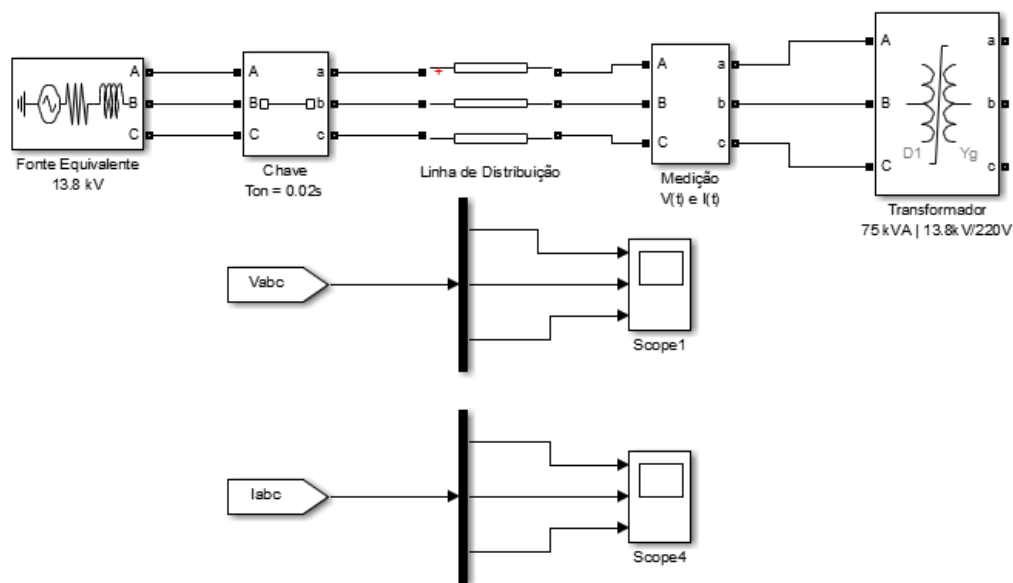 A
B
C
Fonte Equivalente
13.8 kV
A
B
C
a
b
c
Chave
Ton = 0.02s
+
Linha de Distribuição
A
B
C
a
b
c
Medição
V(t) e I(t)
A
B
C
a
b
c
D1 Yg
Transformador
75 kVA | 13.8kV/220V
Vabc
Scope1
Iabc
Scope4